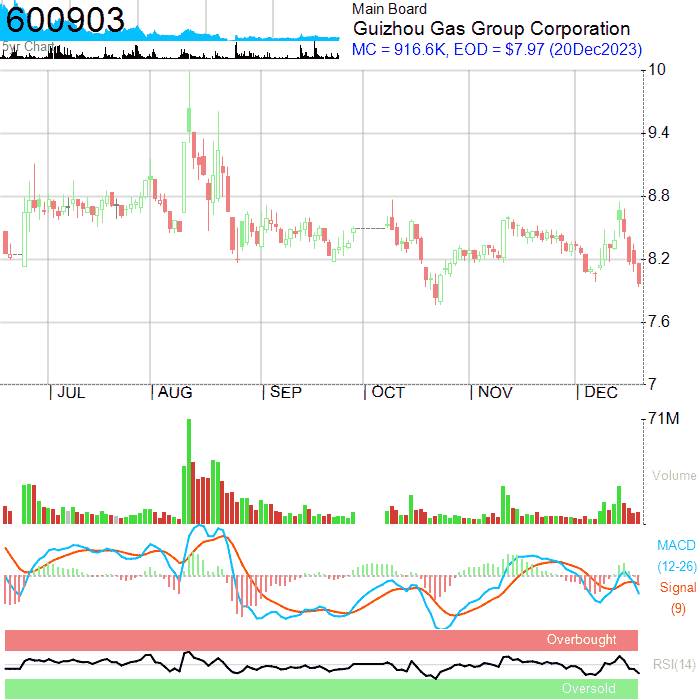 600903
5yr Chart
Main Board
Guizhou Gas Group Corporation
MC = 916.6K, EOD = $7.97 (20Dec2023)
10
9.4
8.8
8.2
7.6
7
JUL AUG SEP OCT NOV DEC
71M
Volume
MACD
(12-26)
Signal
(9)
Overbought
RSI(14)
Oversold